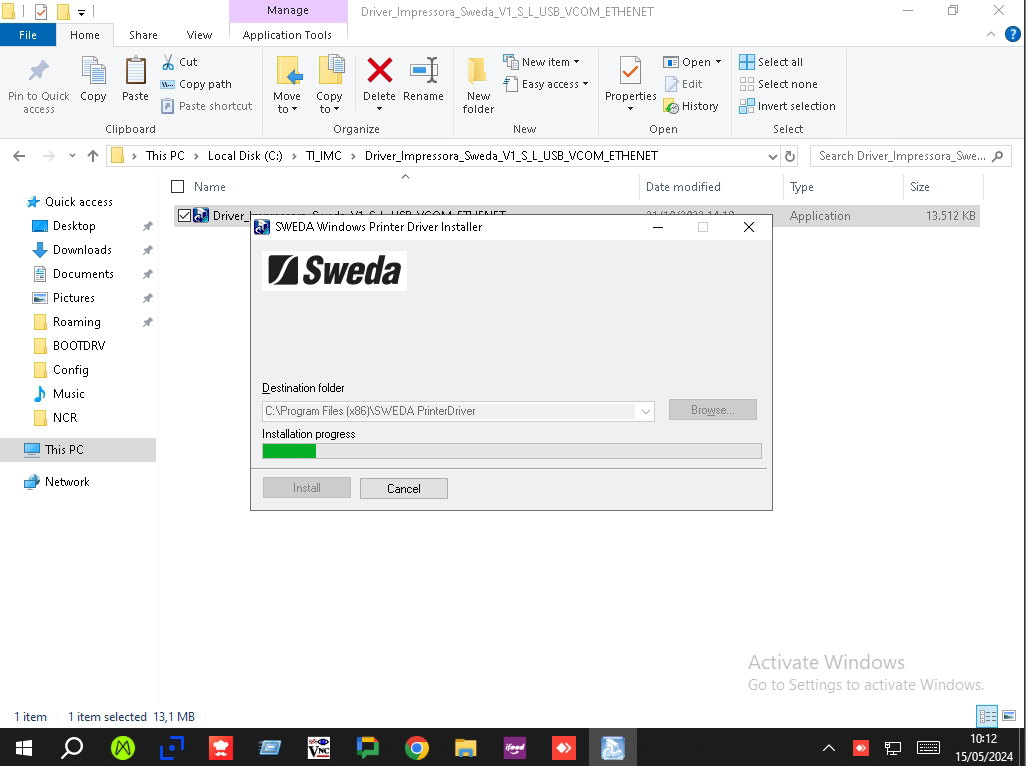 Manage
Driver_Impressora_Sweda_V1_S_L_USB_VCOM_ETHENET
File
Home
Share
View
Application Tools
Pin to Quick access
Copy
Paste
Cut
Copy path
Paste shortcut
Move to
Copy to
Delete
Rename
New folder
New item
Easy access
Properties
Open
Edit
History
Select all
Select none
Invert selection
Clipboard
Organize
New
Open
Select
This PC > Local Disk (C:) > TI_IMC > Driver_Impressora_Sweda_V1_S_L_USB_VCOM_ETHENET
Search Driver_Impressora_Swe...
Name
Date modified
Type
Size
Driver_Impressora_Sweda_V1_S_L_USB_VCOM_ETHENET
Application
13.512 KB
Quick access
Desktop
Downloads
Documents
Pictures
Roaming
BOOTDRV
Config
Music
NCR
This PC
Network
SWEDA Windows Printer Driver Installer
Sweda
Destination folder
C:\Program Files (x86)\SWEDA PrinterDriver
Browse...
Installation progress
Install
Cancel
Activate Windows
Go to Settings to activate Windows.
1 item
1 item selected 13,1 MB
VNC
ifood
10:12
15/05/2024